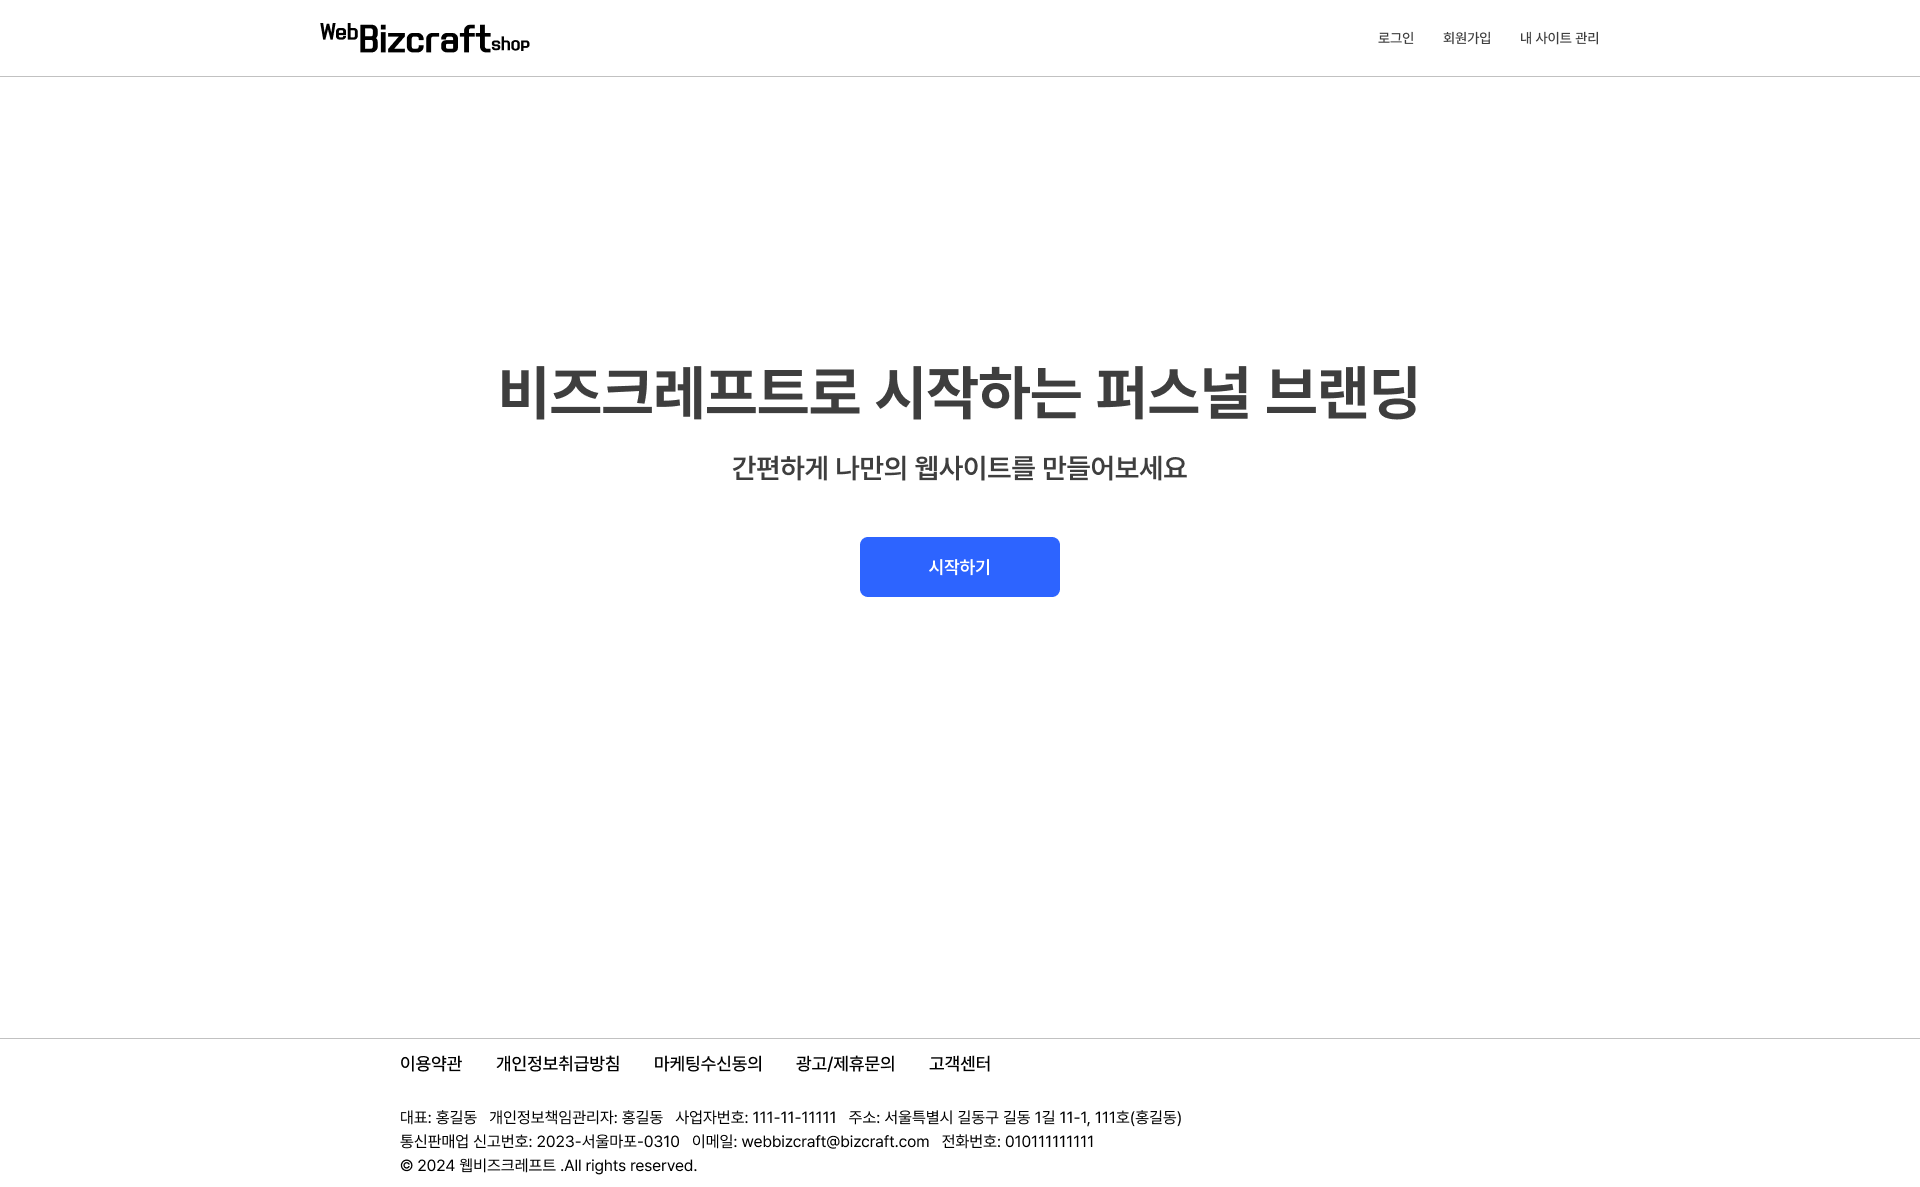 Web Bizcraft shop
로그인 회원가입 내 사이트 관리
비즈크레프트로 시작하는 퍼스널 브랜딩
간편하게 나만의 웹사이트를 만들어보세요
시작하기
이용약관 개인정보취급방침 마케팅수신동의 광고/제휴문의 고객센터
대표: 홍길동 개인정보책임관리자: 홍길동 사업자번호: 111-11-11111 주소: 서울특별시 길동구 길동 1길 11-1, 111호(홍길동)
통신판매업 신고번호: 2023-서울마포-0310 이메일: webbizcraft@bizcraft.com 전화번호: 010111111111
© 2024 웹비즈크레프트 .All rights reserved.